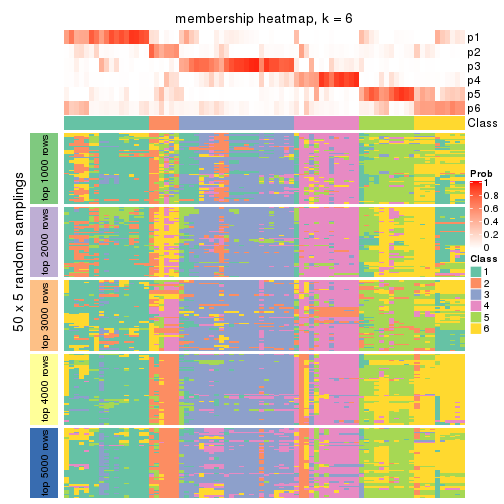 membership heatmap, k = 6
p1
p2
p3
p4
p5
p6
Class
50 x 5 random samplings
top 1000 rows
top 2000 rows
top 3000 rows
top 4000 rows
top 5000 rows
Prob
1
0.8
0.6
0.4
0.2
0
Class
1
2
3
4
5
6